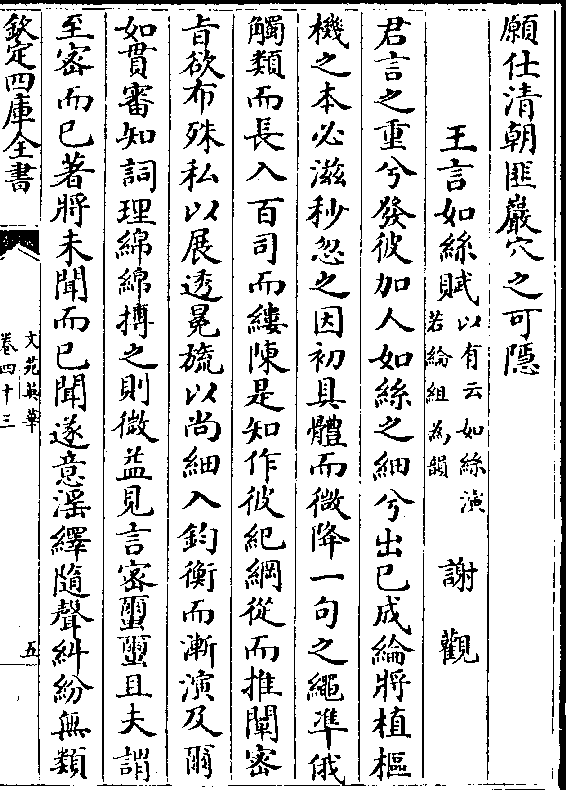 願仕清朝匪巖穴之可隱
王言如絲賦以有云如絲演若綸組為韻 謝觀
君言之重兮發彼加人如絲之細兮出已成綸將植樞
機之本必滋秒忽之因初具體而微降一句之繩準俄
觸類而長入百司而縷陳是知作彼紀綱從而推闡密
旨欲布殊私以展透冕旒以尚細入鈞衡而漸演及爾
如貫審知詞理綿綿摶之則微益見言密亹亹且夫謂
至密而已著將未聞而已聞遂意滛繹隨聲糾紛無類
欽定四庫全書
文苑英華
卷四十三
五